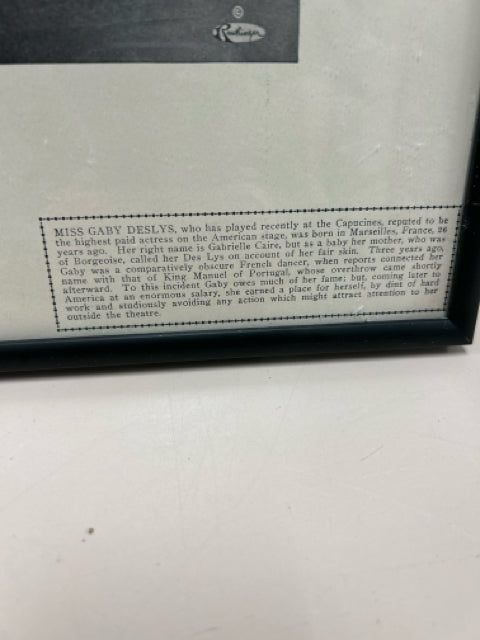 ©
MISS GABY DESLYS, who has played recently at the Capucines, reputed to be
the highest paid actress on the American stage, was born in Marseilles, France, 26
years ago. Her right name is Gabrielle Caire, but as a baby her mother, who was
of Borgeoise, called her Des Lys on account of her fair skin. Three years ago,
Gaby was a comparatively obscure French dancer, when reports connected her
name with that of King Manuel of Portugal, whose overthrow came shortly
afterward. To this incident Gaby owes much of her fame; but, coming later to
America at an enormous salary, she earned a place for herself, by dint of hard
work and studiously avoiding any action which might attract attention to her
outside the theatre.